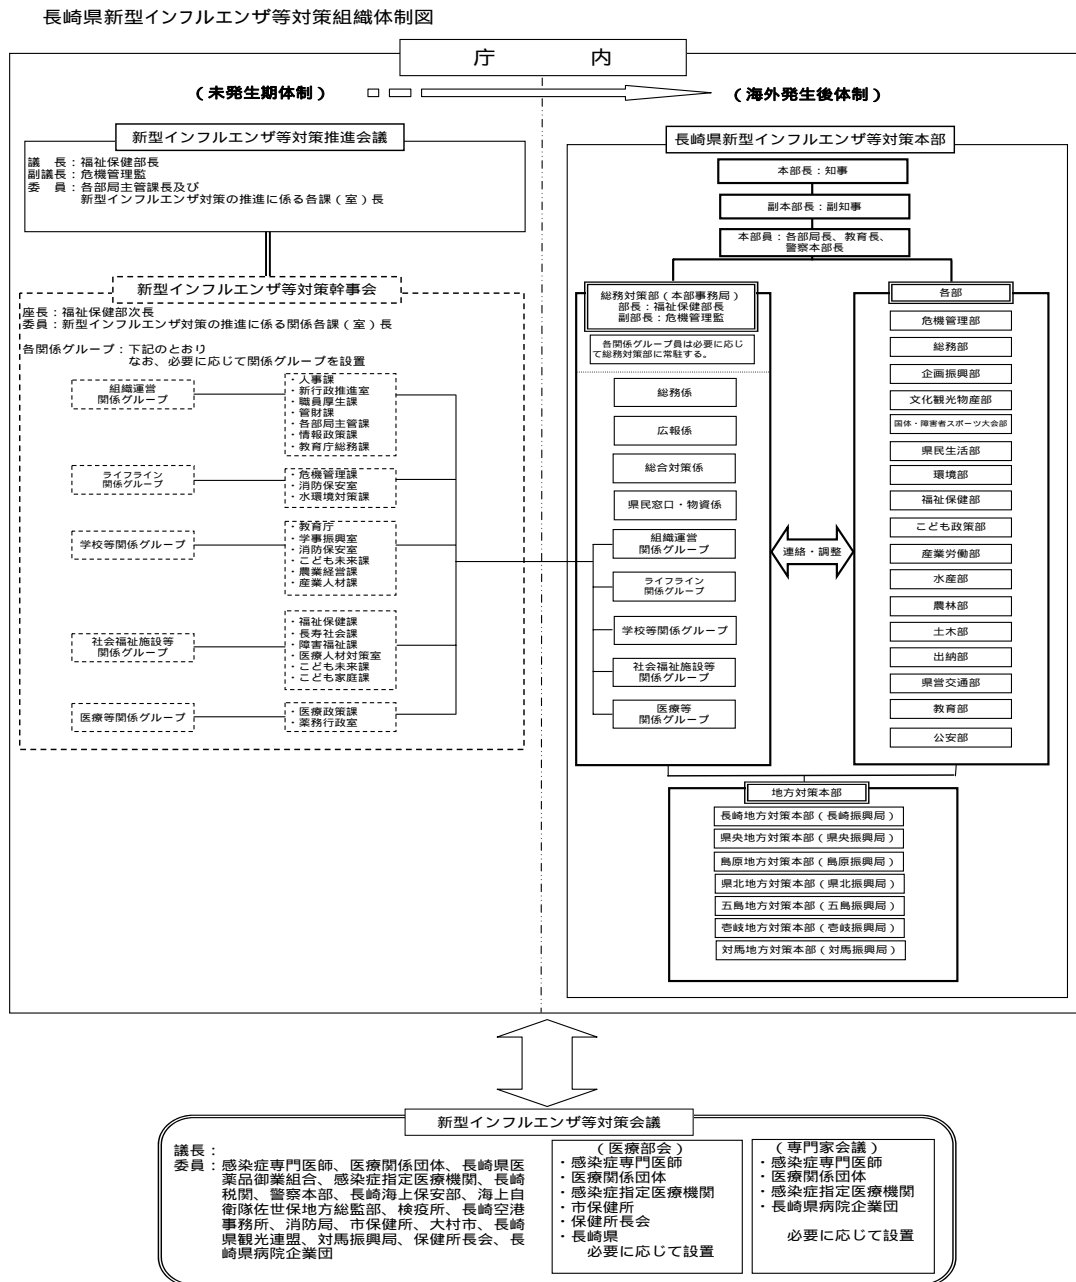 長崎県新型インフルエンザ等対策組織体制図
庁　　　内
（未発生期体制）
（海外発生後体制）
新型インフルエンザ等対策推進会議
議　長：福祉保健部長
副議長：危機管理監
委　員：各部局主管課長及び
新型インフルエンザ対策の推進に係る各課（室）長
新型インフルエンザ等対策幹事会
座長：福祉保健部次長
委員：新型インフルエンザ対策の推進に係る関係各課（室）長
各関係グループ：下記のとおり
なお、必要に応じて関係グループを設置
組織運営
関係グループ
・人事課
・新行政推進室
・職員厚生課
・管財課
・各部局主管課
・情報政策課
・教育庁総務課
ライフライン
関係グループ
・危機管理課
・消防保安室
・水環境対策課
学校等関係グループ
・教育庁
・学事振興室
・消防保安室
・こども未来課
・農業経営課
・産業人材課
社会福祉施設等
関係グループ
・福祉保健課
・長寿社会課
・障害福祉課
・医療人材対策室
・こども未来課
・こども家庭課
医療等関係グループ
・医療政策課
・薬務行政室
長崎県新型インフルエンザ等対策本部
本部長：知事
副本部長：副知事
本部員：各部局長、教育長、
警察本部長
総務対策部（本部事務局）
部長：福祉保健部長
副部長：危機管理監
各関係グループ員は必要に応じ
て総務対策部に常駐する。
総務係
広報係
総合対策係
県民窓口・物資係
組織運営
関係グループ
ライフライン
関係グループ
学校等関係グループ
社会福祉施設等
関係グループ
医療等
関係グループ
連絡・調整
各部
危機管理部
総務部
企画振興部
文化観光物産部
国体・障害者スポーツ大会部
県民生活部
環境部
福祉保健部
こども政策部
産業労働部
水産部
農林部
土木部
出納部
県営交通部
教育部
公安部
地方対策本部
長崎地方対策本部（長崎振興局）
県央地方対策本部（県央振興局）
島原地方対策本部（島原振興局）
県北地方対策本部（県北振興局）
五島地方対策本部（五島振興局）
壱岐地方対策本部（壱岐振興局）
対馬地方対策本部（対馬振興局）
新型インフルエンザ等対策会議
議長：
委員：感染症専門医師、医療関係団体、長崎県医
薬品卸業組合、感染症指定医療機関、長崎
税関、警察本部、長崎海上保安部、海上自
衛隊佐世保地方総監部、検疫所、長崎空港
事務所、消防局、市保健所、大村市、長崎
県観光連盟、対馬振興局、保健所長会、長
崎県病院企業団
（医療部会）
・感染症専門医師
・医療関係団体
・感染症指定医療機関
・市保健所
・保健所長会
・長崎県
必要に応じて設置
（専門家会議）
・感染症専門医師
・医療関係団体
・感染症指定医療機関
・長崎県病院企業団
必要に応じて設置